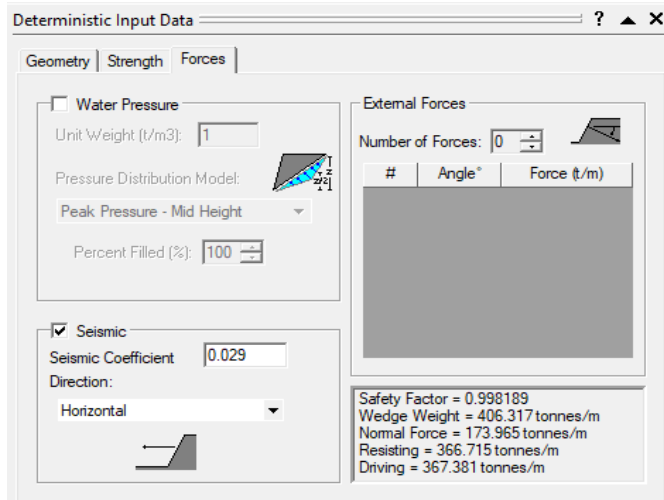 Deterministic Input Data ? ▲ ×
Geometry Strength Forces
Water Pressure
Unit Weight (t/m3): 1
Pressure Distribution Model:
z
z/2
Peak Pressure - Mid Height
Percent Filled (%): 100
Seismic
Seismic Coefficient 0.029
Direction:
Horizontal
External Forces
Number of Forces: 0
# Angle° Force (t/m)
Safety Factor = 0.998189
Wedge Weight = 406.317 tonnes/m
Normal Force = 173.965 tonnes/m
Resisting = 366.715 tonnes/m
Driving = 367.381 tonnes/m